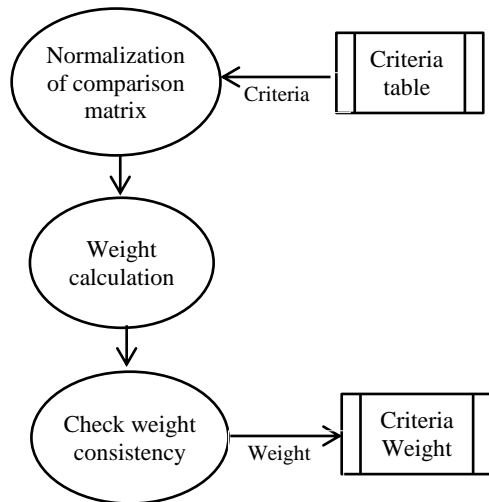 Normalization
of comparison
matrix
Criteria
table
Criteria
Weight
calculation
Check weight
consistency
Criteria
Weight
Weight